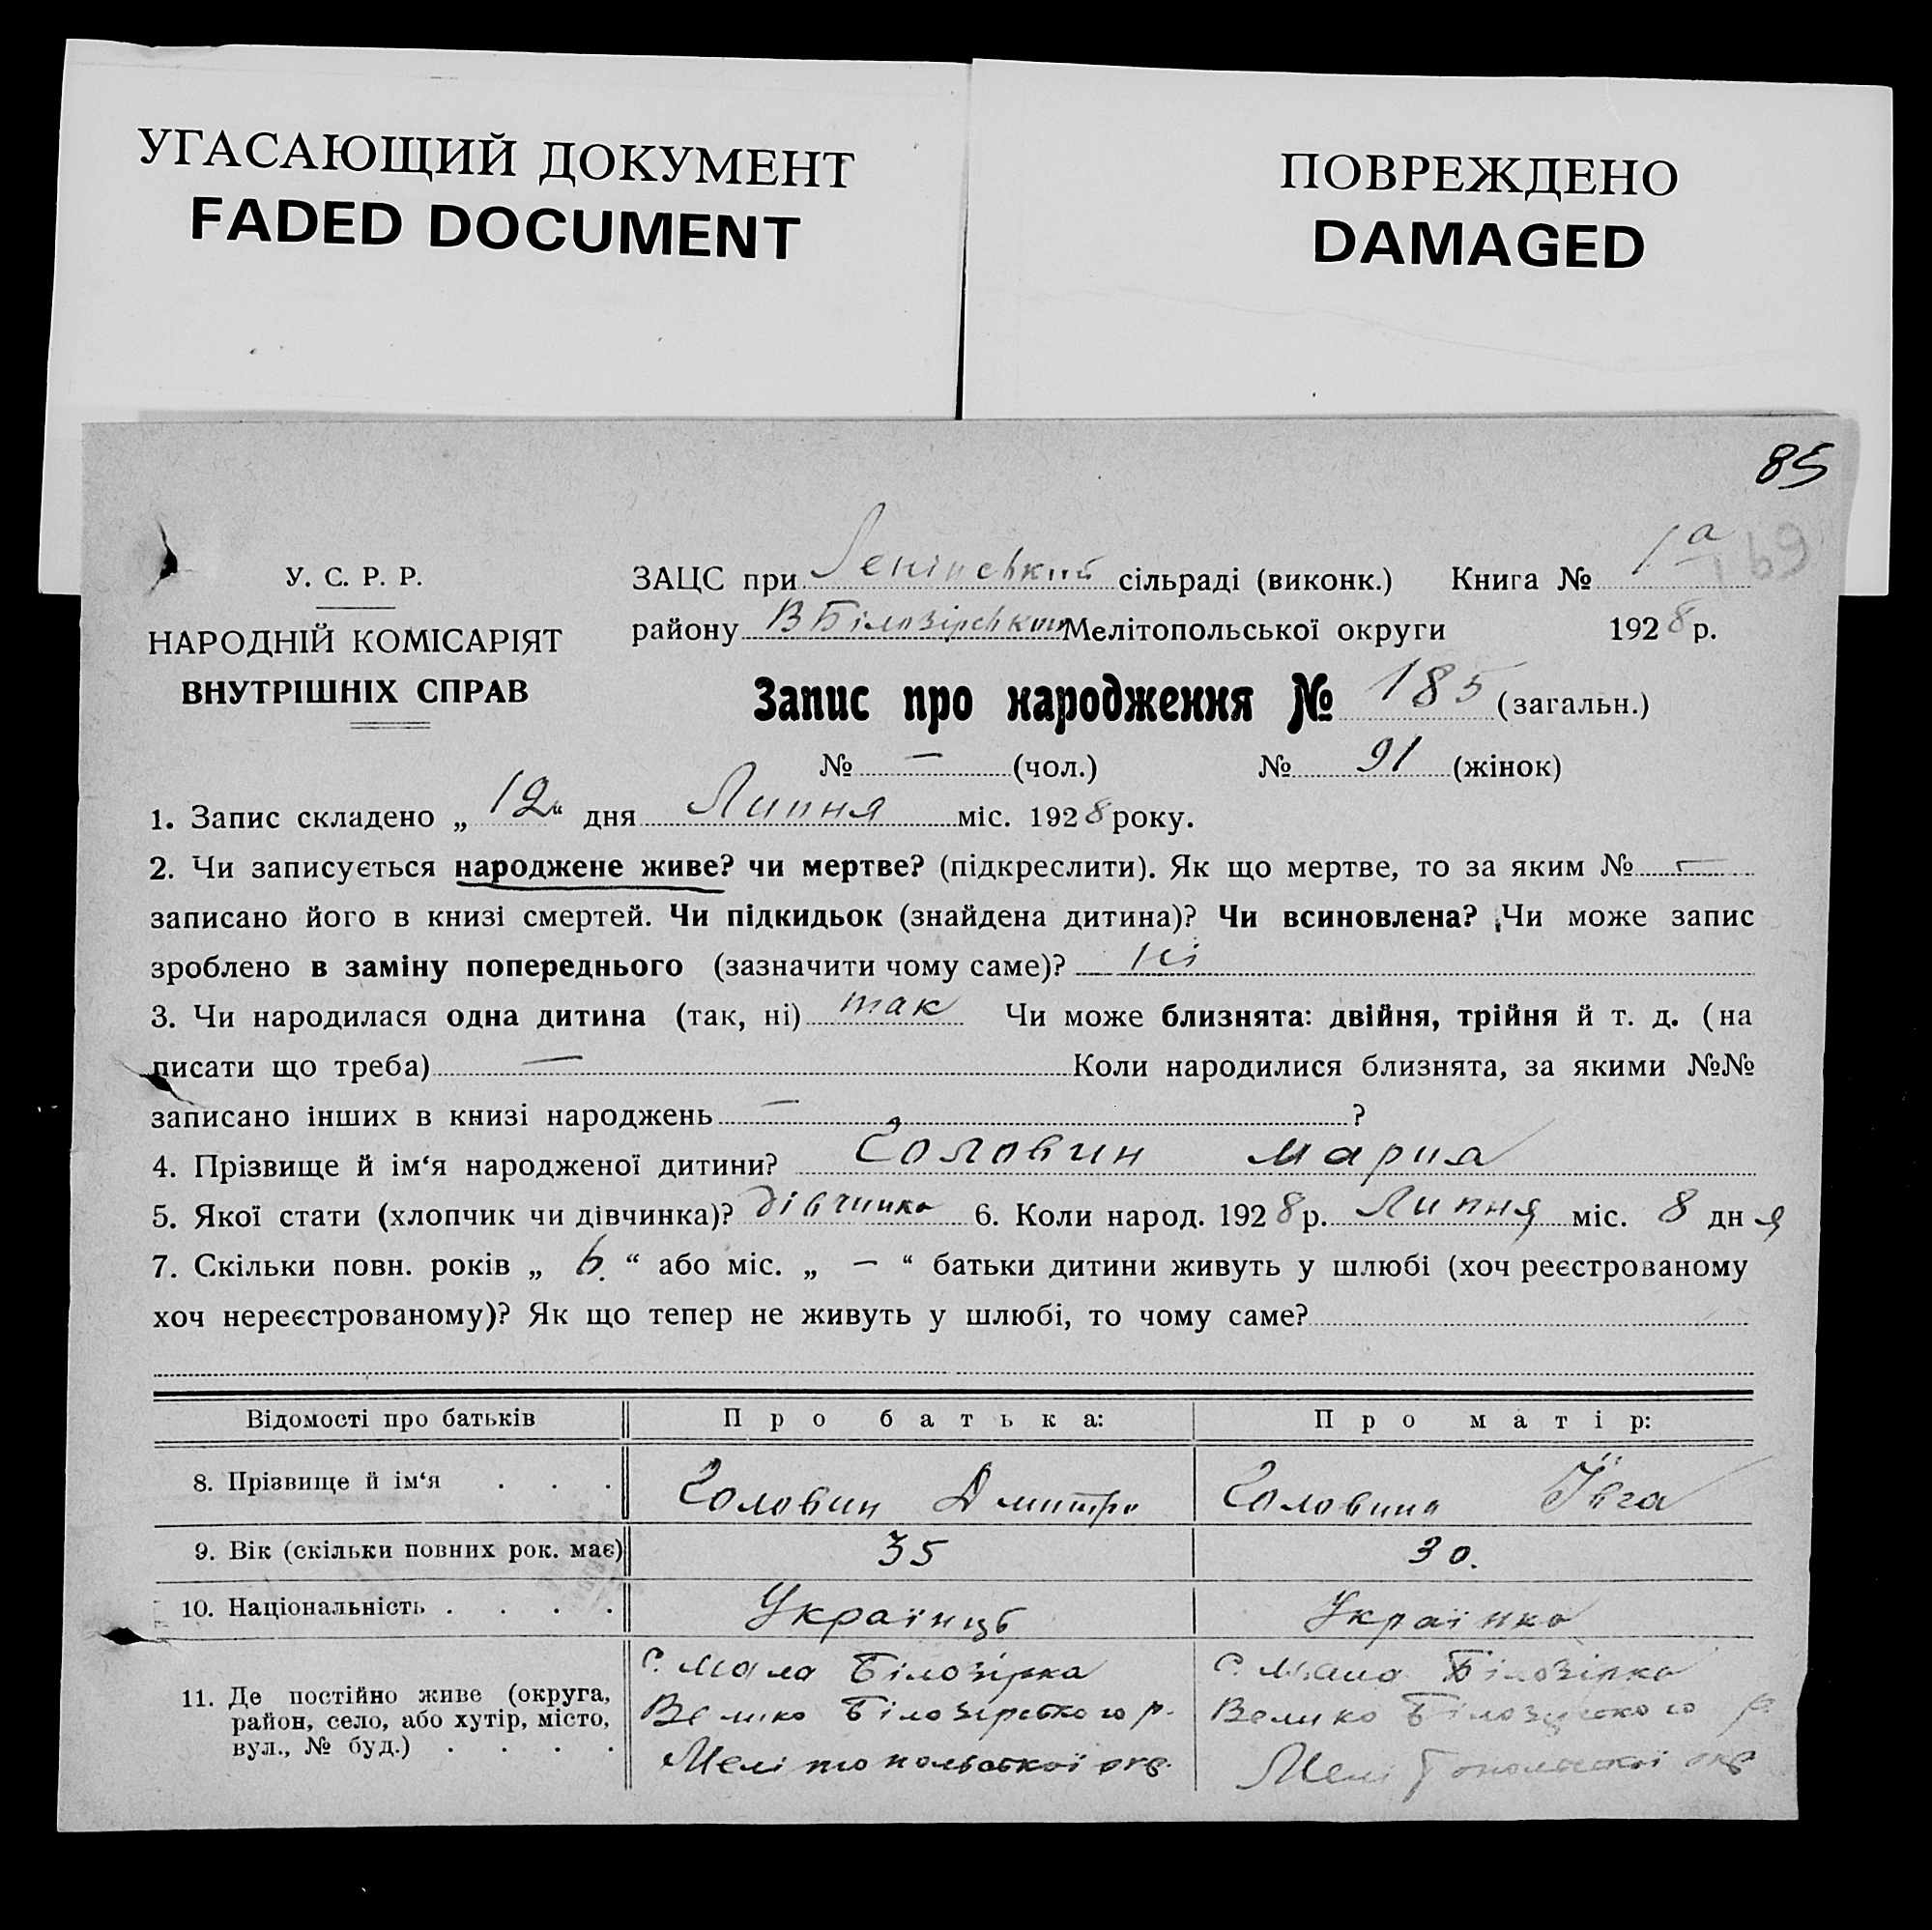 УГАСАЮЩИЙ ДОКУМЕНТ
FADED DOCUMENT
ПОВРЕЖДЕНО
DAMAGED
85
69
У. С. Р. Р.
НАРОДНІЙ КОМІСАРІЯТ
ВНУТРІШНІХ СПРАВ
ЗАЦС при Ленінський сільраді (виконк.) Книга № 1а
району В Білозірський Мелітопольської округи 1928 р.
Запис про народження № 185 (загальн.)
№ — (чол.) № 91 (жінок)
1. Запис складено „ 12 “ дня Липня міс. 1928 року.
2. Чи записується народжене живе? чи мертве? (підкреслити). Як що мертве, то за яким № —
записано його в книзі смертей. Чи підкидьок (знайдена дитина)? Чи всиновлена? Чи може запис
зроблено в заміну попереднього (зазначити чому саме)? ні
3. Чи народилася одна дитина (так, ні) так Чи може близнята: двійня, трійня й т. д. (на
писати що треба) — Коли народилися близнята, за якими №№
записано інших в книзі народжень — ?
4. Прізвище й ім‘я народженої дитини? Соловин Мария
5. Якої стати (хлопчик чи дівчинка)? дівчинка 6. Коли народ. 1928 р. Липня міс. 8 дня
7. Скільки повн. років „ 6. “ або міс. „ — “ батьки дитини живуть у шлюбі (хоч реєстрованому
хоч нереєстрованому)? Як що тепер не живуть у шлюбі, то чому саме?
Відомості про батьків Про батька: Про матір:
8. Прізвище й ім‘я . . . Соловин Дмитро Соловина Ївга
9. Вік (скільки повних рок. має) 35 30.
10. Національність . . . . Українць Українка
11. Де постійно живе (округа,
район, село, або хутір, місто,
вул., № буд.) . . . .
С. Мала Білозірка
Велико Білозірського р.
Мелітопольської окр.
С. Мала Білозірка
Велико Білозірського р.
Мелітопольської окр